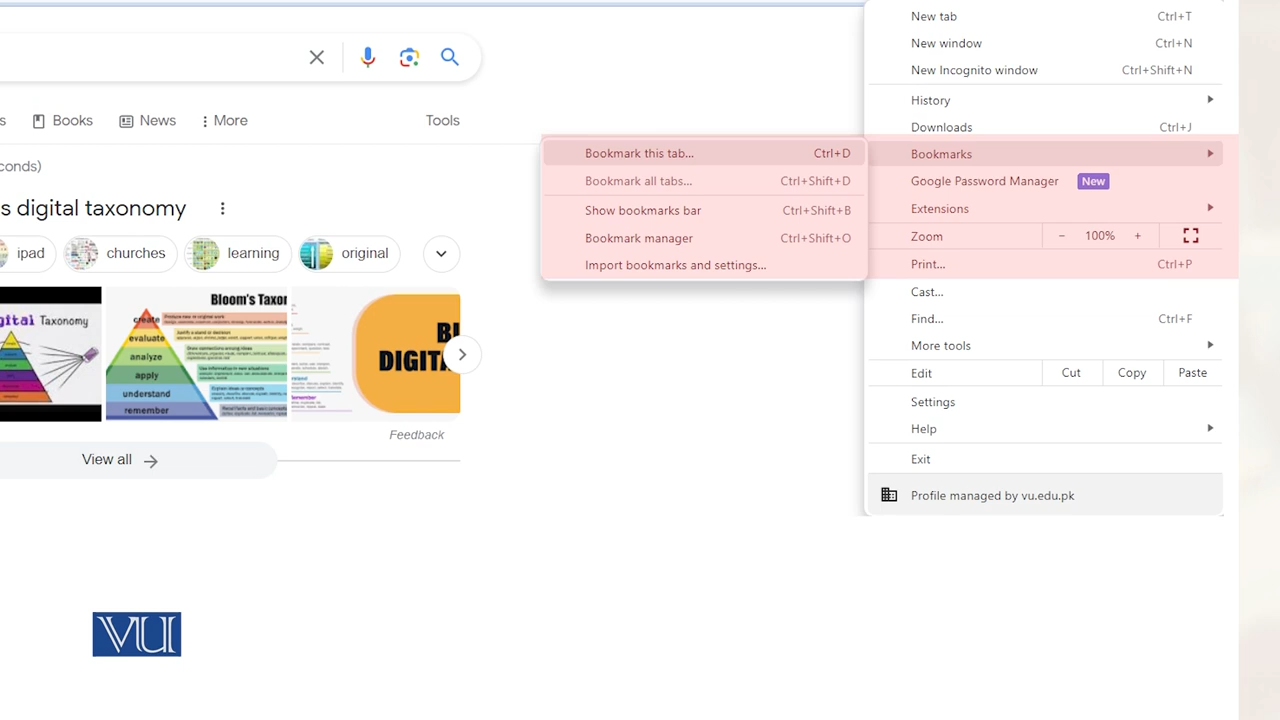 New tab Ctrl+T
New window Ctrl+N
New Incognito window Ctrl+Shift+N
History
Downloads Ctrl+J
Bookmarks
Google Password Manager New
Extensions
Zoom − 100% +
Print... Ctrl+P
Cast...
Find... Ctrl+F
More tools
Edit Cut Copy Paste
Settings
Help
Exit
Profile managed by vu.edu.pk
Bookmark this tab... Ctrl+D
Bookmark all tabs... Ctrl+Shift+D
Show bookmarks bar Ctrl+Shift+B
Bookmark manager Ctrl+Shift+O
Import bookmarks and settings...
s Books News More Tools
conds)
s digital taxonomy
ipad churches learning original
gital Taxonomy
Bloom's Taxon
create
evaluate
analyze
apply
understand
remember
BL
DIGITA
Feedback
View all
VU